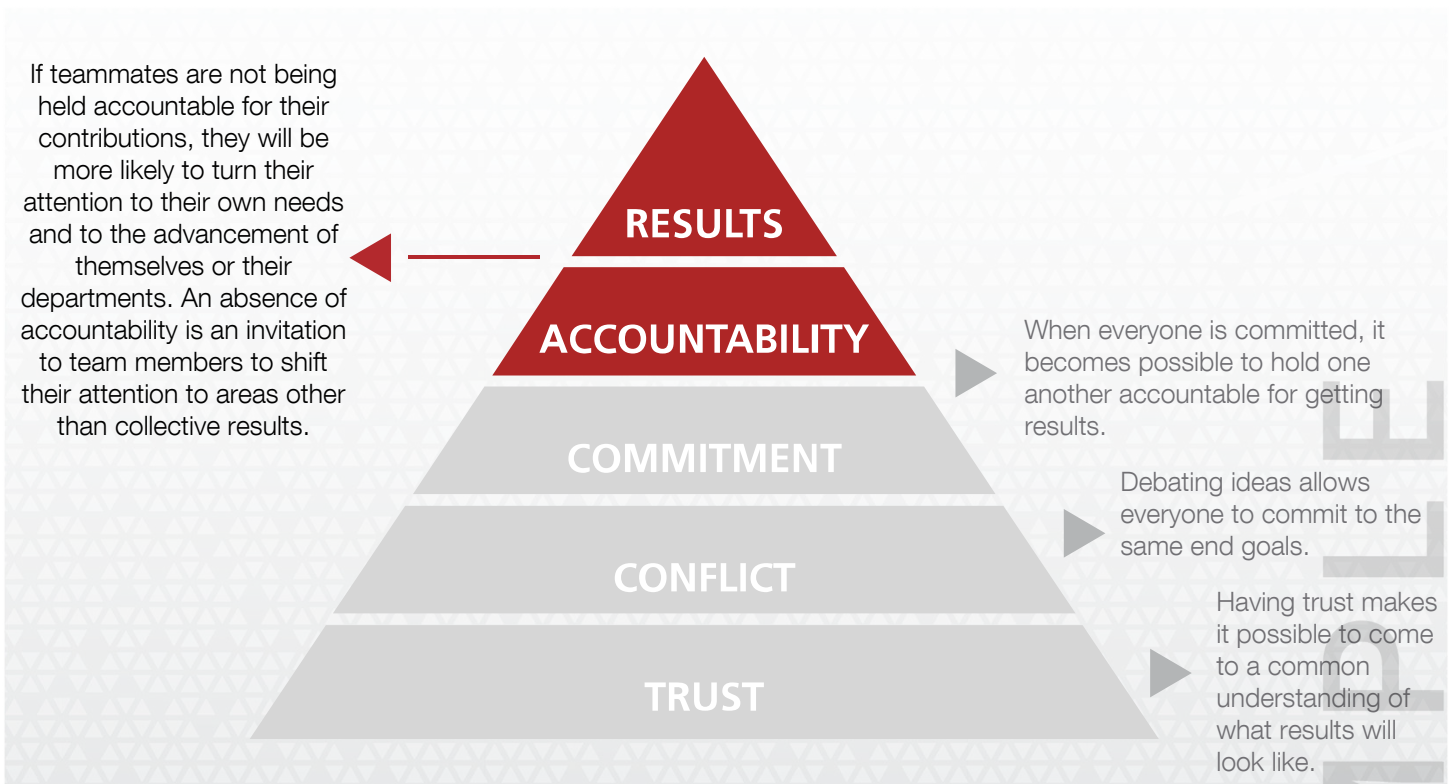 If teammates are not being
held accountable for their
contributions, they will be
more likely to turn their
attention to their own needs
and to the advancement of
themselves or their
departments. An absence of
accountability is an invitation
to team members to shift
their attention to areas other
than collective results.
RESULTS
ACCOUNTABILITY
COMMITMENT
CONFLICT
TRUST
When everyone is committed, it
becomes possible to hold one
another accountable for getting
results.
Debating ideas allows
everyone to commit to the
same end goals.
Having trust makes
it possible to come
to a common
understanding of
what results will
look like.
PLE